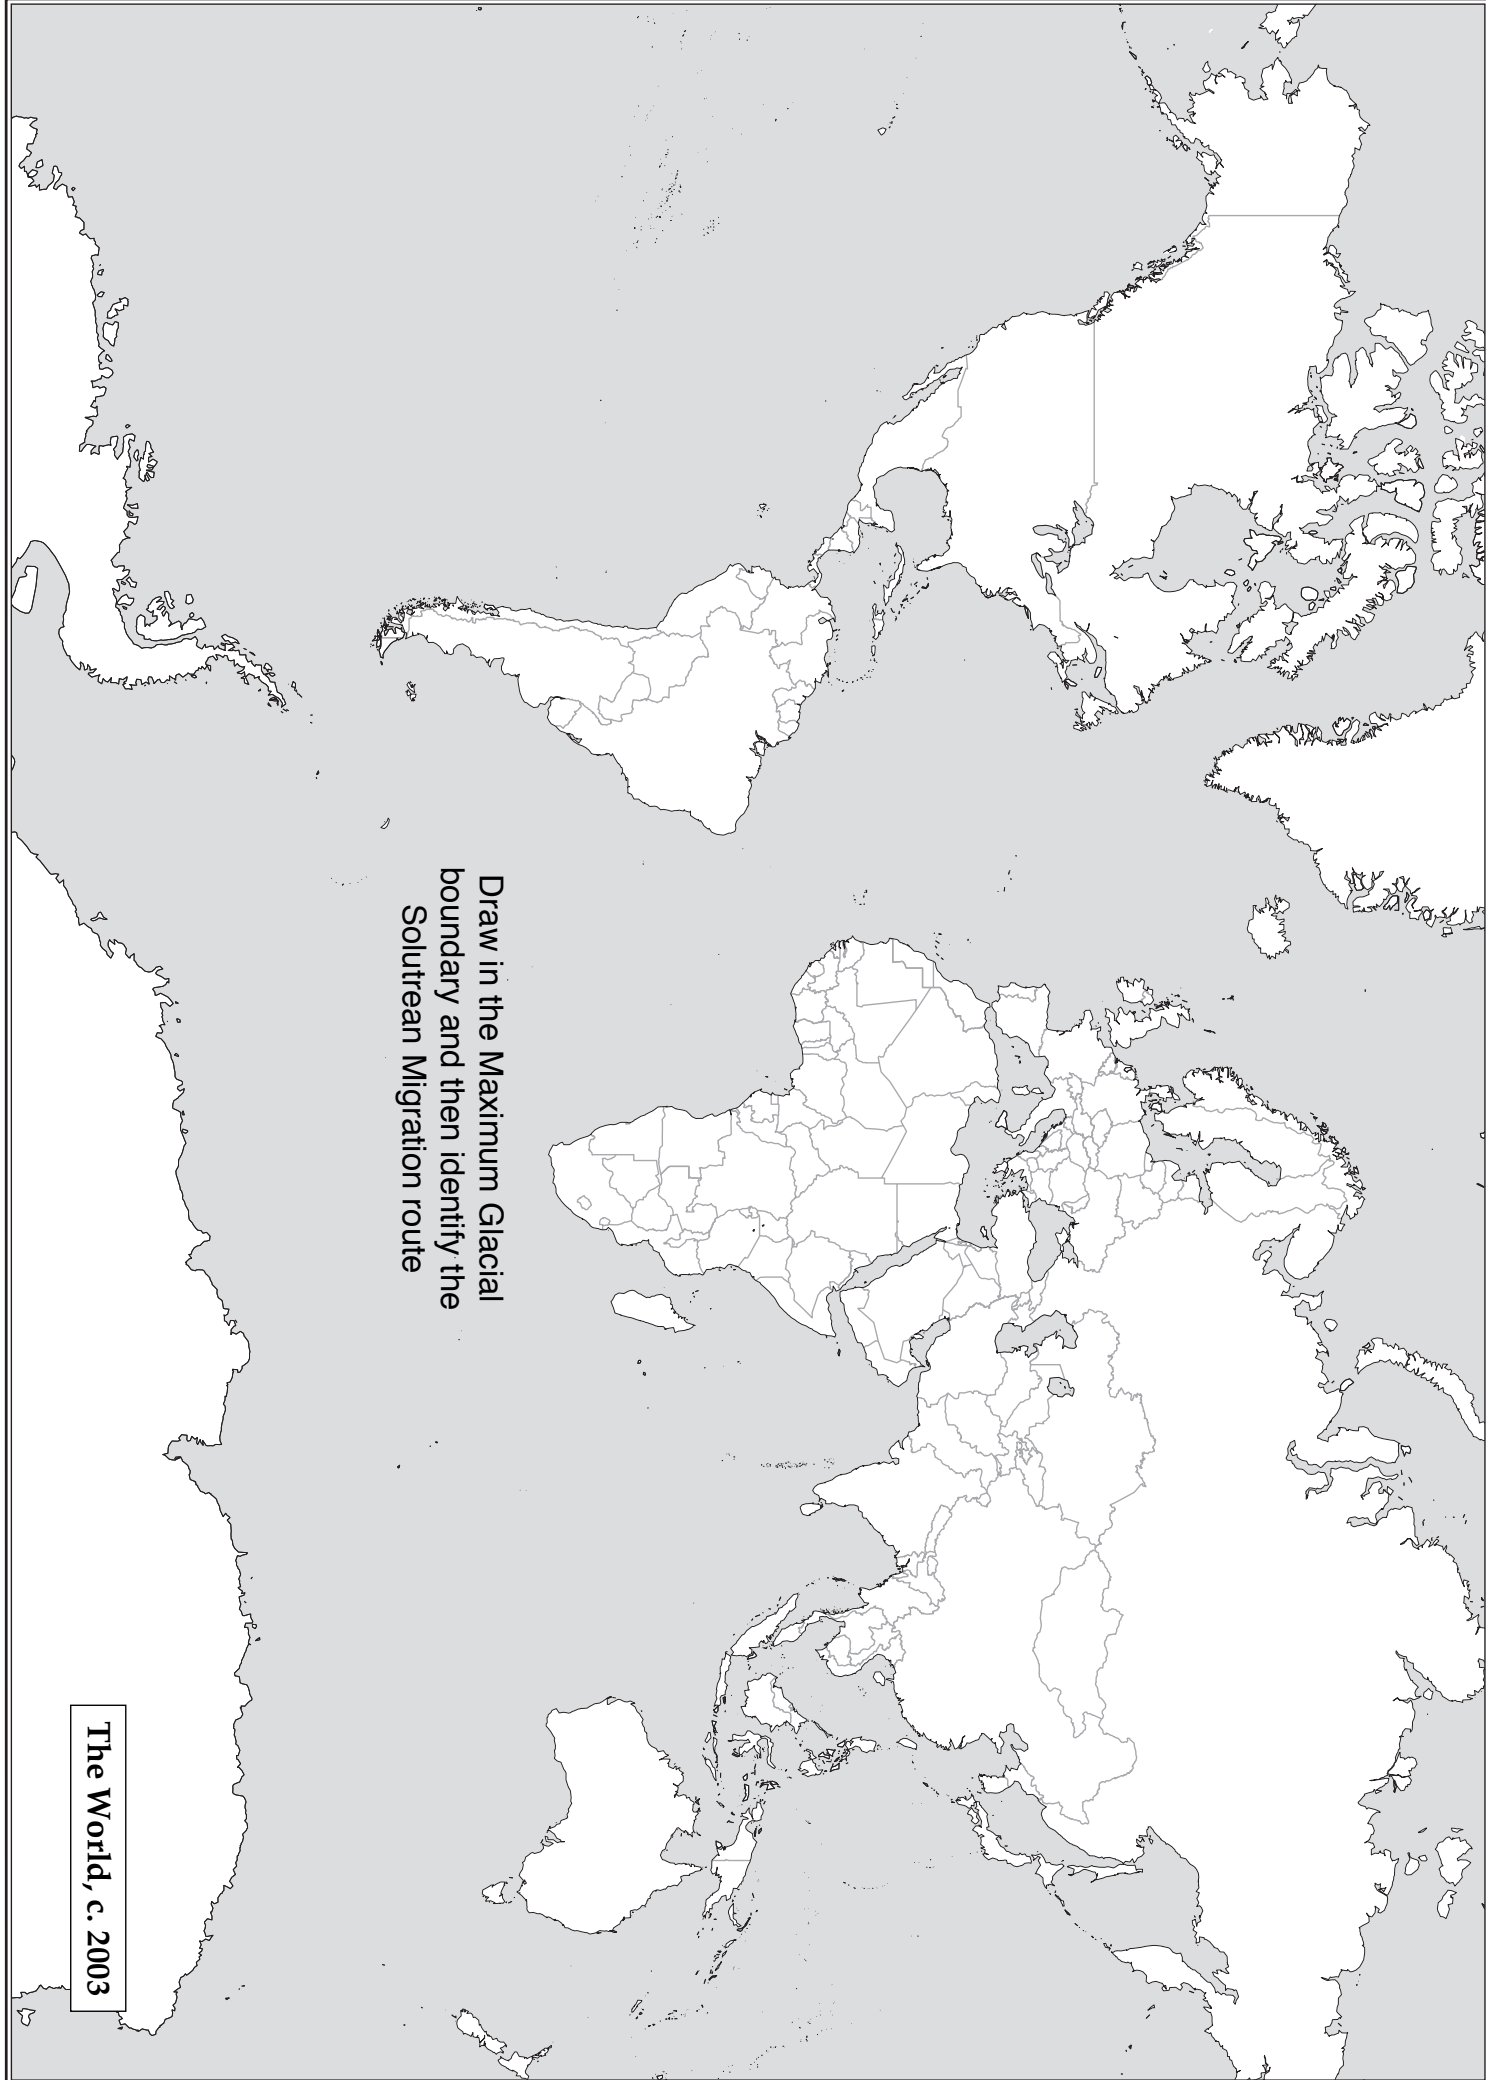 Draw in the Maximum Glacial
boundary and then identify the
Solutrean Migration route
The World, c. 2003